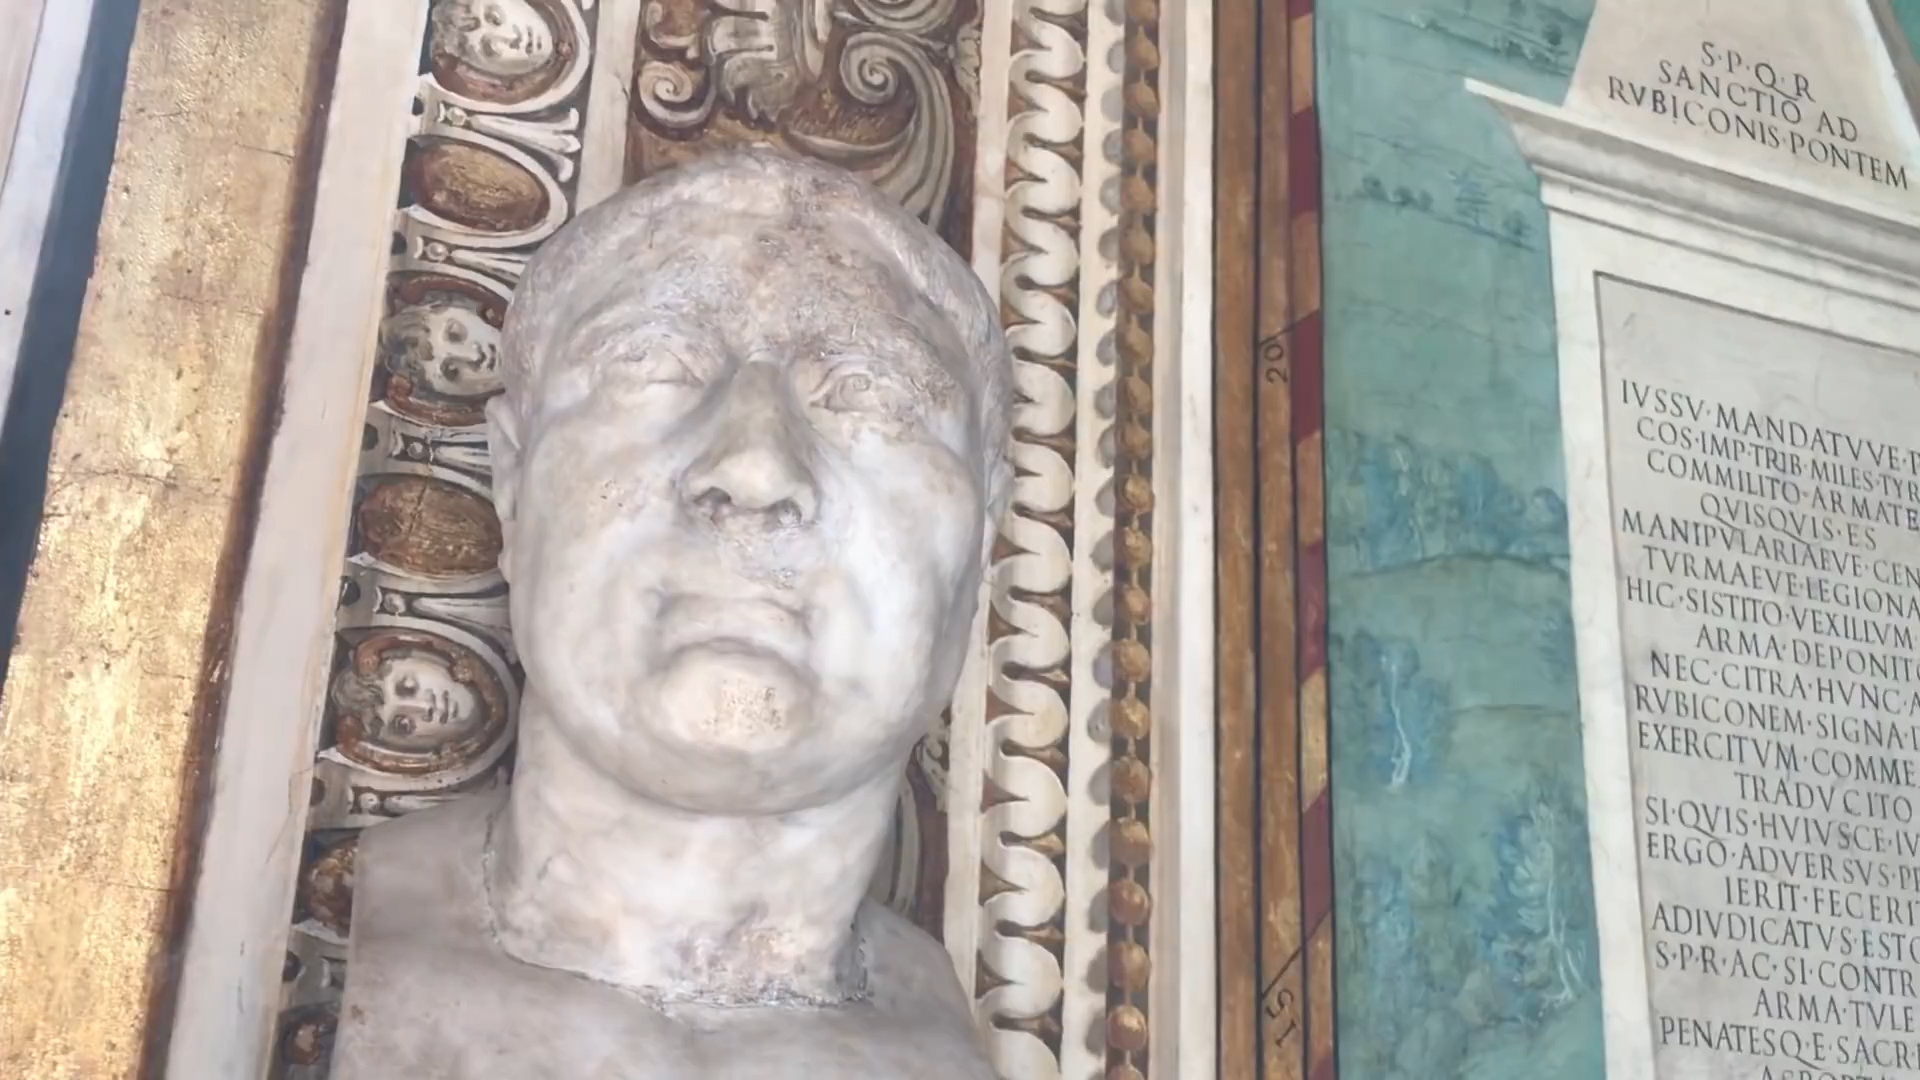 S·P·Q·R
SANCTIO AD
RVBICONIS·PONTEM
20
IVSSV·MANDATVVE·P
COS·IMP·TRIB·MILES·TYR
COMMILITO·ARMATE
QVISQVIS·ES
MANIPVLARIAEVE·CEN
TVRMAEVE·LEGIONA
HIC·SISTITO·VEXILLVM·
ARMA·DEPONITO
NEC·CITRA·HVNC·A
RVBICONEM·SIGNA·
EXERCITVM·COMME
TRADVCITO
SI·QVIS·HVIVSCE·IV
ERGO·ADVERSVS·PR
IERIT·FECERIT
ADIVDICATVS·ESTO
S·P·R·AC·SI·CONTR
ARMA·TVLE
PENATESQ·E·SACR
15